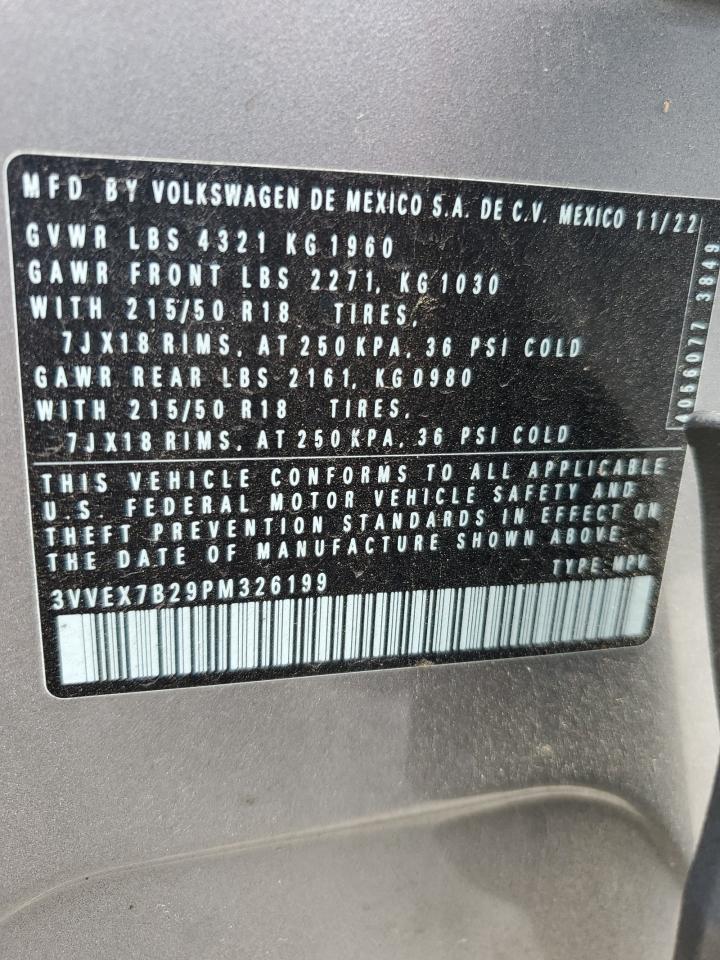 MFD BY VOLKSWAGEN DE MEXICO S.A. DE C.V. MEXICO 11/22
GVWR LBS 4321 KG 1960
GAWR FRONT LBS 2271, KG 1030
WITH 215/50 R18 TIRES,
7JX18 RIMS, AT 250 KPA, 36 PSI COLD
GAWR REAR LBS 2161, KG 0980
WITH 215/50 R18 TIRES,
7JX18 RIMS, AT 250 KPA, 36 PSI COLD
4056077 3849
THIS VEHICLE CONFORMS TO ALL APPLICABLE
U.S. FEDERAL MOTOR VEHICLE SAFETY AND
THEFT PREVENTION STANDARDS IN EFFECT ON
THE DATE OF MANUFACTURE SHOWN ABOVE
TYPE: MPV
3VVEX7B29PM326199